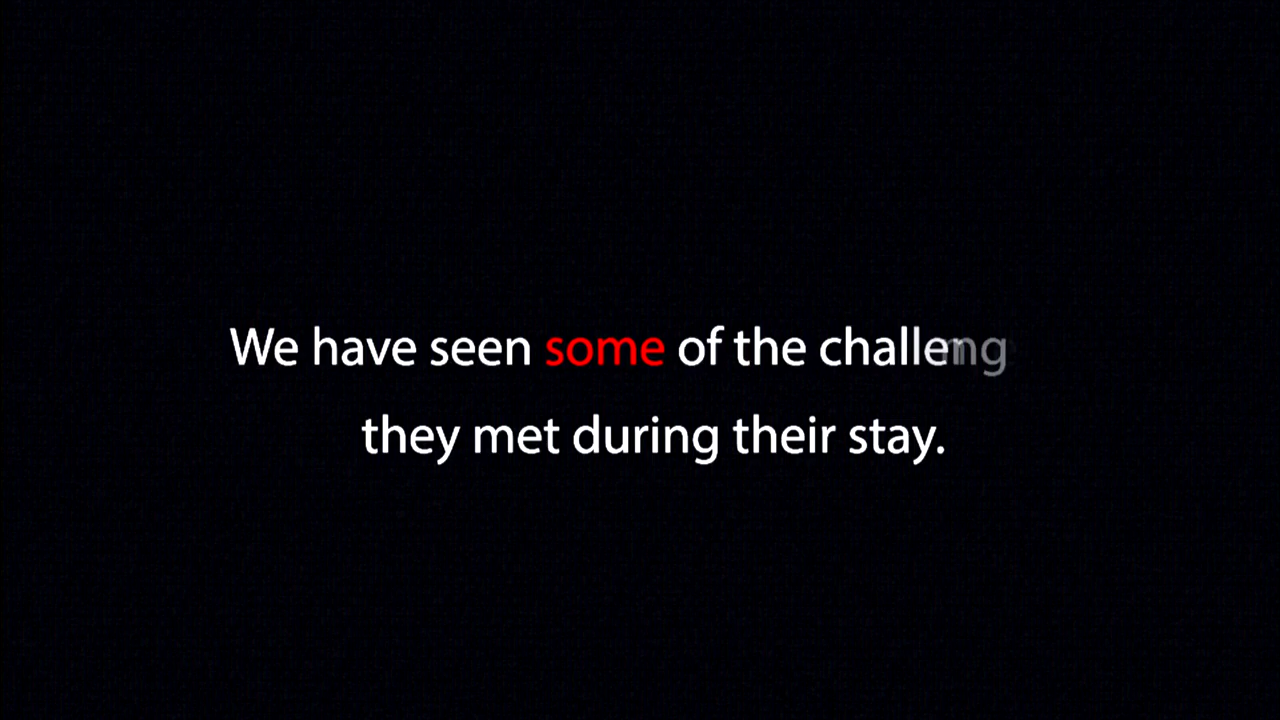 We have seen some of the challeng
they met during their stay.